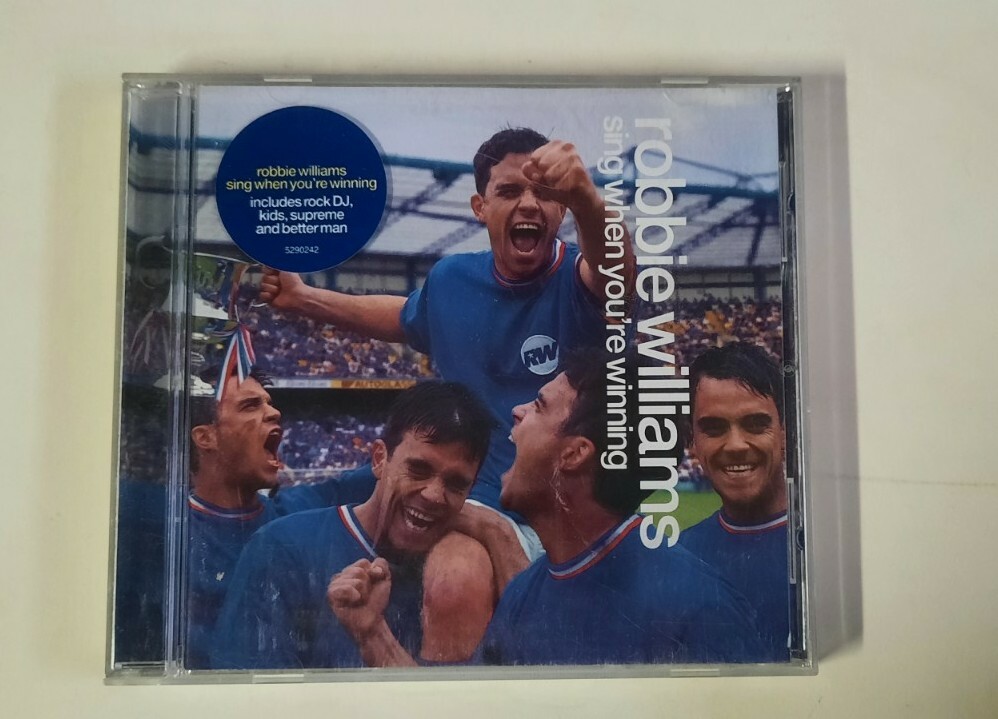 robbie williams
sing when you're winning
includes rock DJ,
kids, supreme
and better man
5290242
robbie williams
sing when you're winning
RW
AUTOGLASS